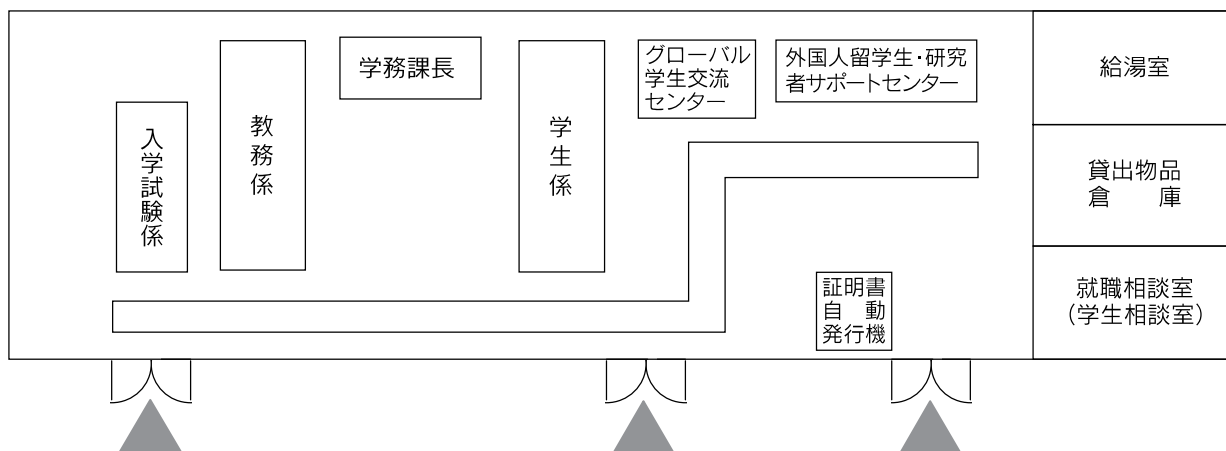 入学試験係
教務係
学務課長
学生係
グローバル
学生交流
センター
外国人留学生・研究
者サポートセンター
給湯室
貸出物品
倉　　庫
証明書
自　動
発行機
就職相談室
（学生相談室）